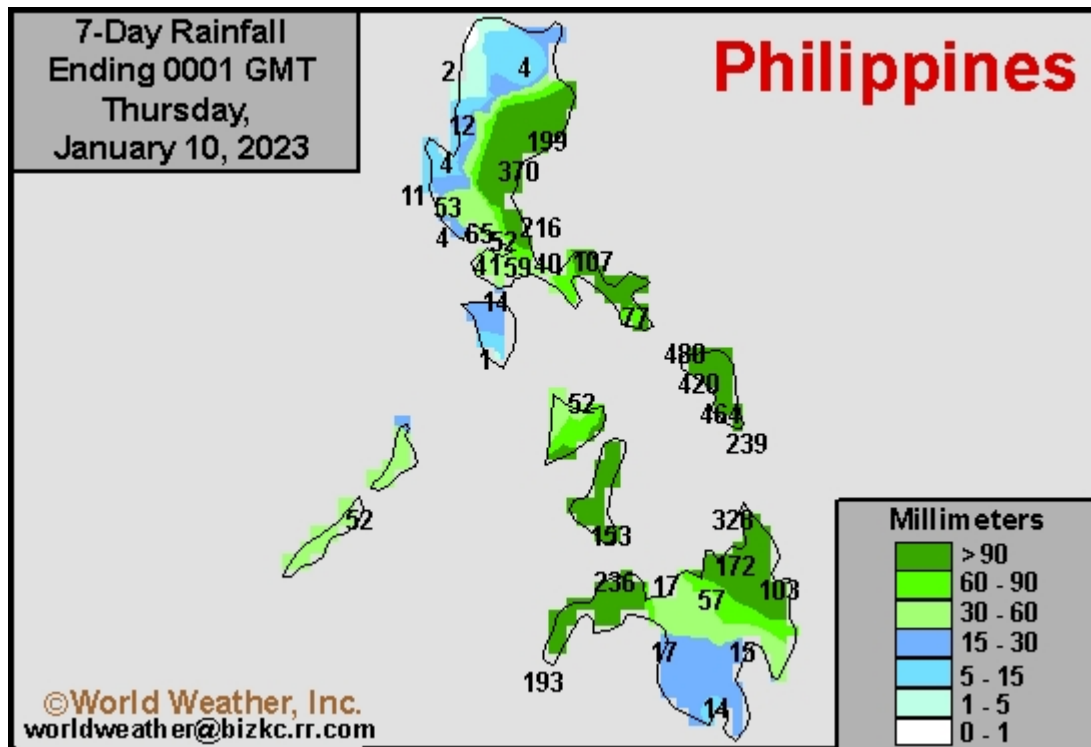 7-Day Rainfall
Ending 0001 GMT
Thursday,
January 10, 2023
Philippines
2
4
12
199
4
370
11
53
4
65
52
216
41
59
40
107
14
77
1
480
420
464
239
52
52
153
328
172
103
236
17
57
193
17
15
14
Millimeters
> 90
60 - 90
30 - 60
15 - 30
5 - 15
1 - 5
0 - 1
©World Weather, Inc.
worldweather@bizkc.rr.com